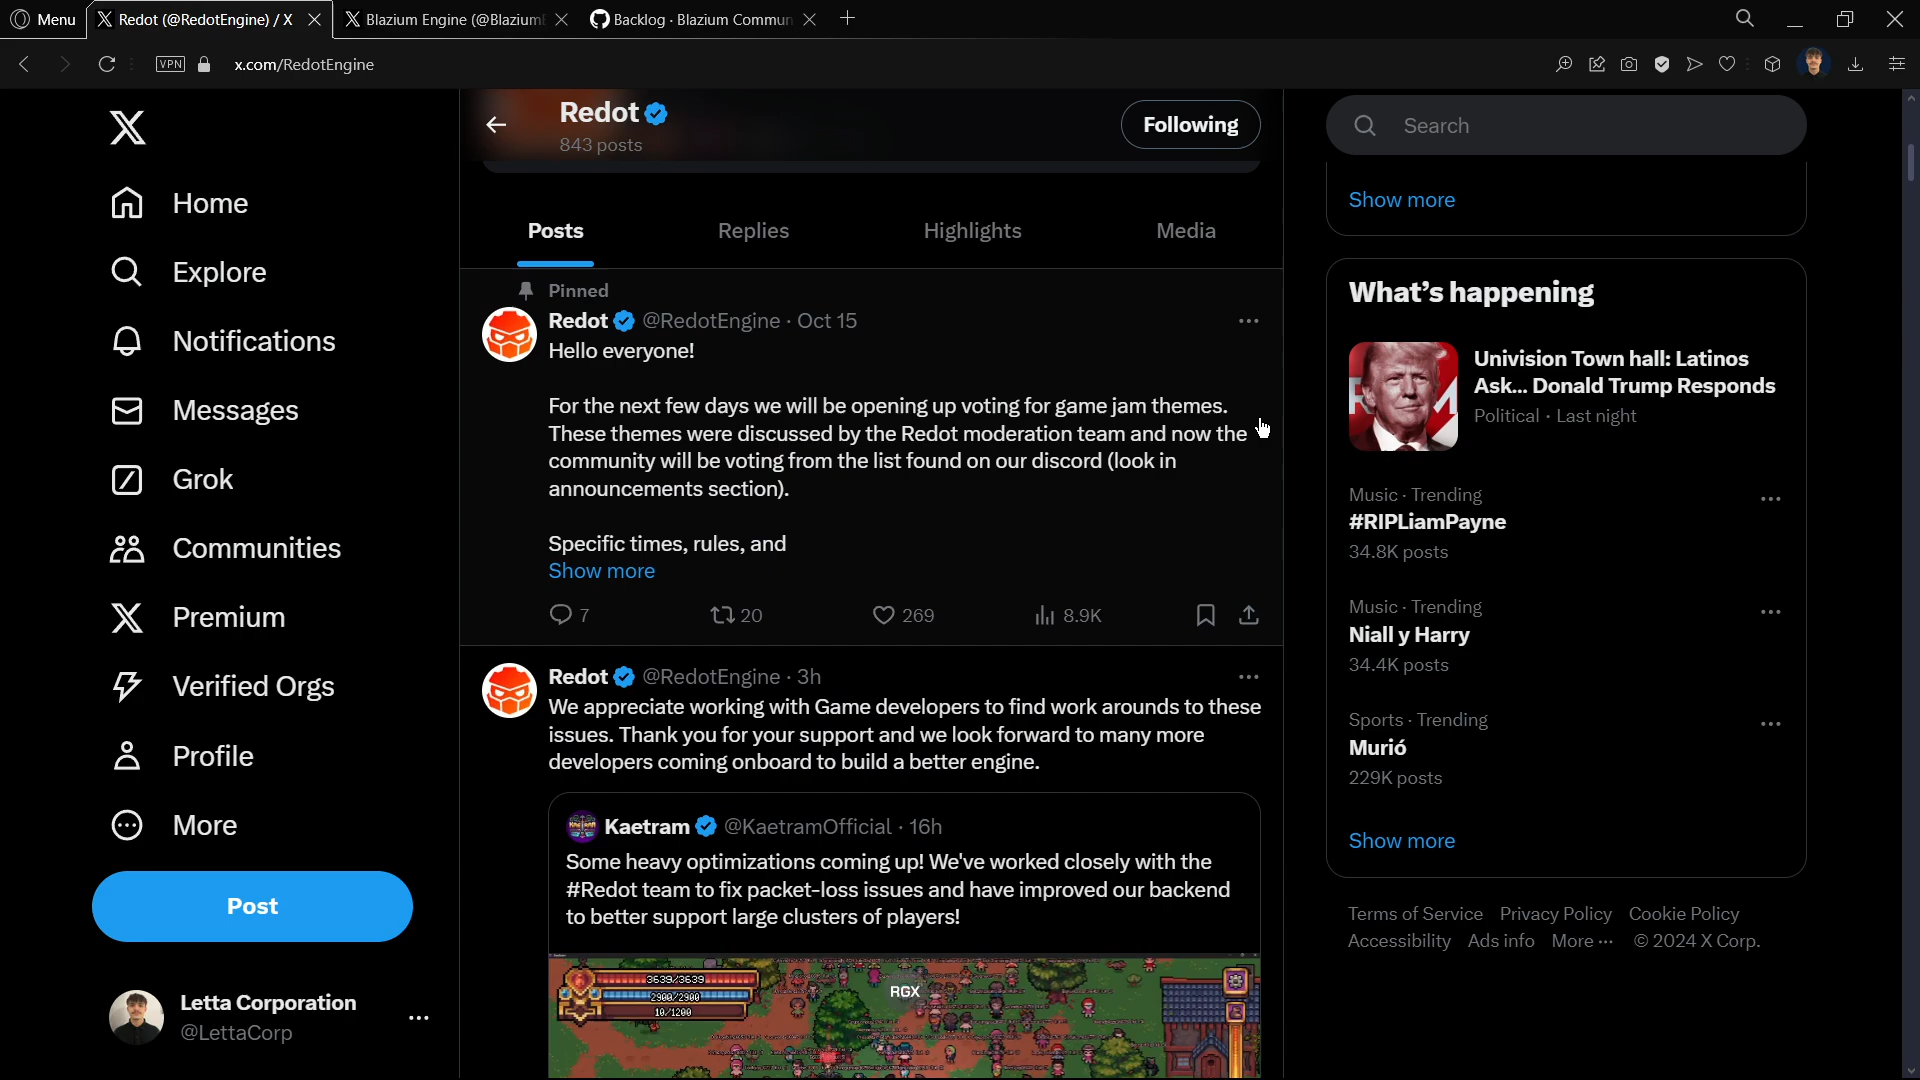 Menu
Redot (@RedotEngine) / X
Blazium Engine (@Blazium
Backlog · Blazium Commun
VPN
x.com/RedotEngine
Redot
843 posts
Following
Search
Home
Explore
Notifications
Messages
Grok
Communities
Premium
Verified Orgs
Profile
More
Post
Letta Corporation
@LettaCorp
Posts
Replies
Highlights
Media
Pinned
Redot @RedotEngine · Oct 15
Hello everyone!
For the next few days we will be opening up voting for game jam themes.
These themes were discussed by the Redot moderation team and now the
community will be voting from the list found on our discord (look in
announcements section).
Specific times, rules, and
Show more
7
20
269
8.9K
Redot @RedotEngine · 3h
We appreciate working with Game developers to find work arounds to these
issues. Thank you for your support and we look forward to many more
developers coming onboard to build a better engine.
Kaetram @KaetramOfficial · 16h
Some heavy optimizations coming up! We've worked closely with the
#Redot team to fix packet-loss issues and have improved our backend
to better support large clusters of players!
3639/3639
2900/2900
10/1200
RGX
Show more
What's happening
Univision Town hall: Latinos
Ask... Donald Trump Responds
Political · Last night
Music · Trending
#RIPLiamPayne
34.8K posts
Music · Trending
Niall y Harry
34.4K posts
Sports · Trending
Murió
229K posts
Show more
Terms of Service Privacy Policy Cookie Policy
Accessibility Ads info More ··· © 2024 X Corp.